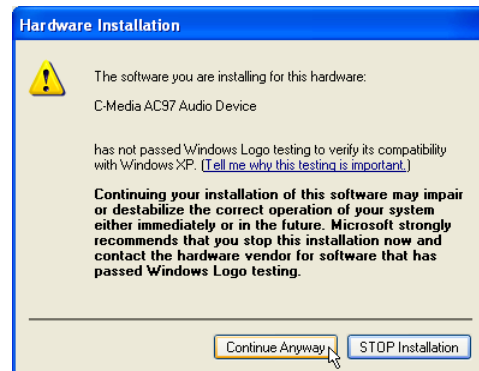 Hardware Installation
The software you are installing for this hardware:
C-Media AC97 Audio Device
has not passed Windows Logo testing to verify its compatibility
with Windows XP. (Tell me why this testing is important.)
Continuing your installation of this software may impair
or destabilize the correct operation of your system
either immediately or in the future. Microsoft strongly
recommends that you stop this installation now and
contact the hardware vendor for software that has
passed Windows Logo testing.
Continue Anyway
STOP Installation